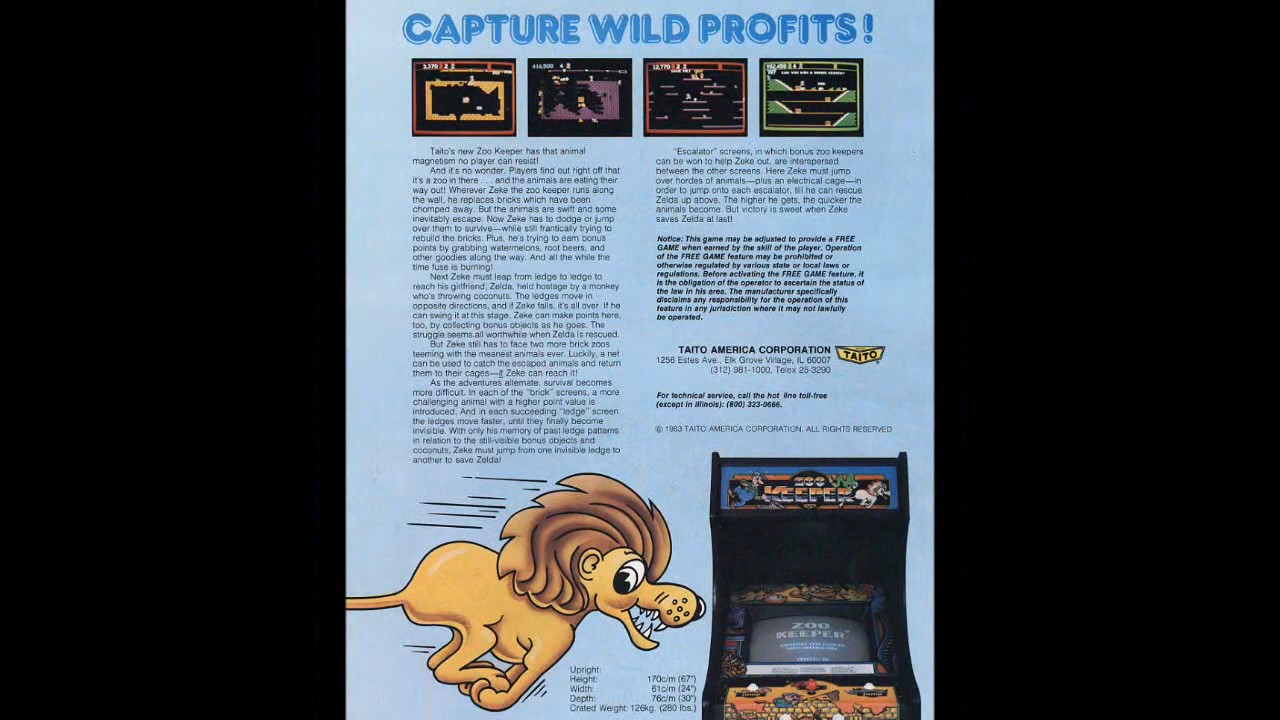 CAPTURE WILD PROFITS!
Taito's new Zoo Keeper has that animal
magnetism no player can resist!
And it's no wonder. Players find out right off that
it's a zoo in there . . . and the animals are eating their
way out! Wherever Zeke the zoo keeper runs along
the wall, he replaces bricks which have been
chomped away. But the animals are swift and some
inevitably escape. Now Zeke has to dodge or jump
over them to survive—while still frantically trying to
rebuild the bricks. Plus, he's trying to earn bonus
points by grabbing watermelons, root beers, and
other goodies along the way. And all the while the
time fuse is burning!
Next Zeke must leap from ledge to ledge to
reach his girlfriend, Zelda, held hostage by a monkey
who's throwing coconuts. The ledges move in
opposite directions, and if Zeke falls, it's all over. If he
can swing it at this stage, Zeke can make points here,
too, by collecting bonus objects as he goes. The
struggle seems all worthwhile when Zelda is rescued.
But Zeke still has to face two more brick zoos
teeming with the meanest animals ever. Luckily, a net
can be used to catch the escaped animals and return
them to their cages—if Zeke can reach it!
As the adventures alternate, survival becomes
more difficult. In each of the "brick" screens, a more
challenging animal with a higher point value is
introduced. And in each succeeding "ledge" screen
the ledges move faster, until they finally become
invisible. With only his memory of past ledge patterns
in relation to the still-visible bonus objects and
coconuts, Zeke must jump from one invisible ledge to
another to save Zelda!
"Escalator" screens, in which bonus zoo keepers
can be won to help Zeke out, are interspersed
between the other screens. Here Zeke must jump
over hordes of animals—plus an electrical cage—in
order to jump onto each escalator, till he can rescue
Zelda up above. The higher he gets, the quicker the
animals become. But victory is sweet when Zeke
saves Zelda at last!
Notice: This game may be adjusted to provide a FREE
GAME when earned by the skill of the player. Operation
of the FREE GAME feature may be prohibited or
otherwise regulated by various state or local laws or
regulations. Before activating the FREE GAME feature, it
is the obligation of the operator to ascertain the status of
the law in his area. The manufacturer specifically
disclaims any responsibility for the operation of this
feature in any jurisdiction where it may not lawfully
be operated.
TAITO AMERICA CORPORATION
1256 Estes Ave., Elk Grove Village, IL 60007
(312) 981-1000, Telex 25-3290
TAITO
For technical service, call the hot line toll-free
(except in Illinois): (800) 323-0666.
© 1983 TAITO AMERICA CORPORATION. ALL RIGHTS RESERVED
ZOO
KEEPER
ZOO
KEEPER
Upright:
Height: 170c/m (67")
Width: 61c/m (24")
Depth: 76c/m (30")
Crated Weight: 126kg. (280 lbs.)